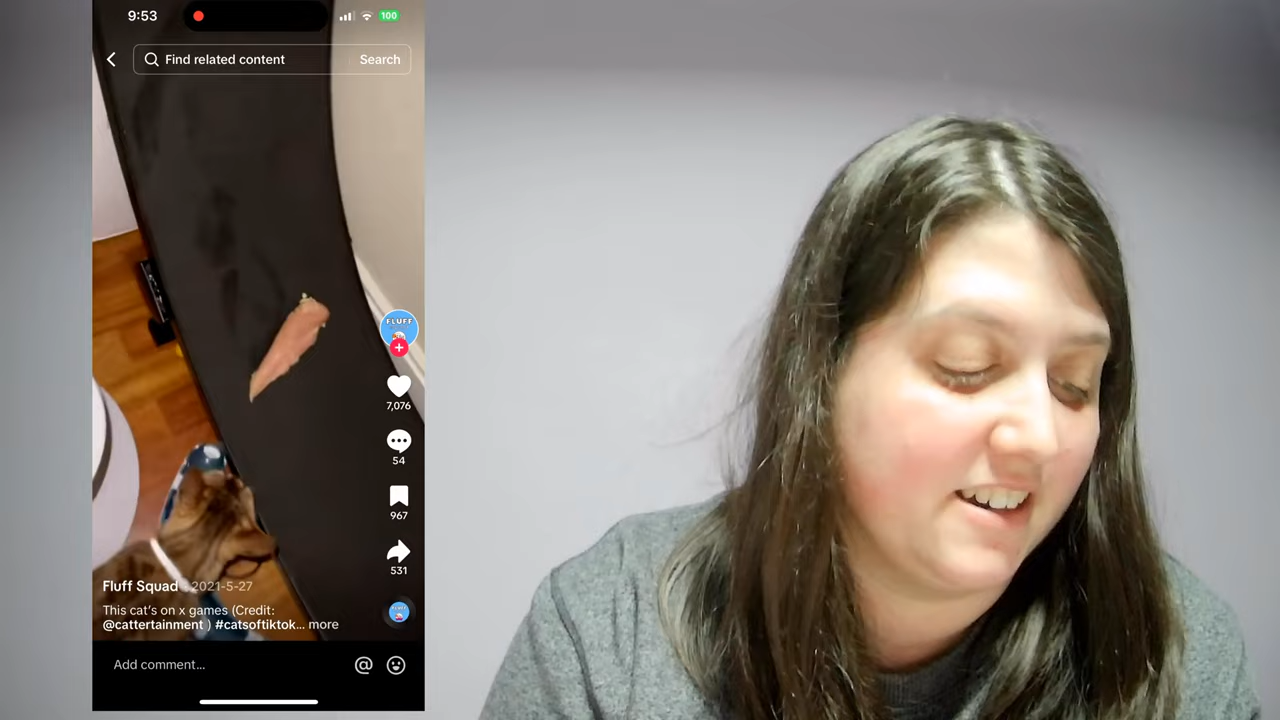 9:53
100
Find related content
Search
FLUFF
7,076
54
967
531
Fluff Squad · 2021-5-27
This cat's on x games (Credit:
@cattertainment ) #catsoftiktok... more
Add comment...
@